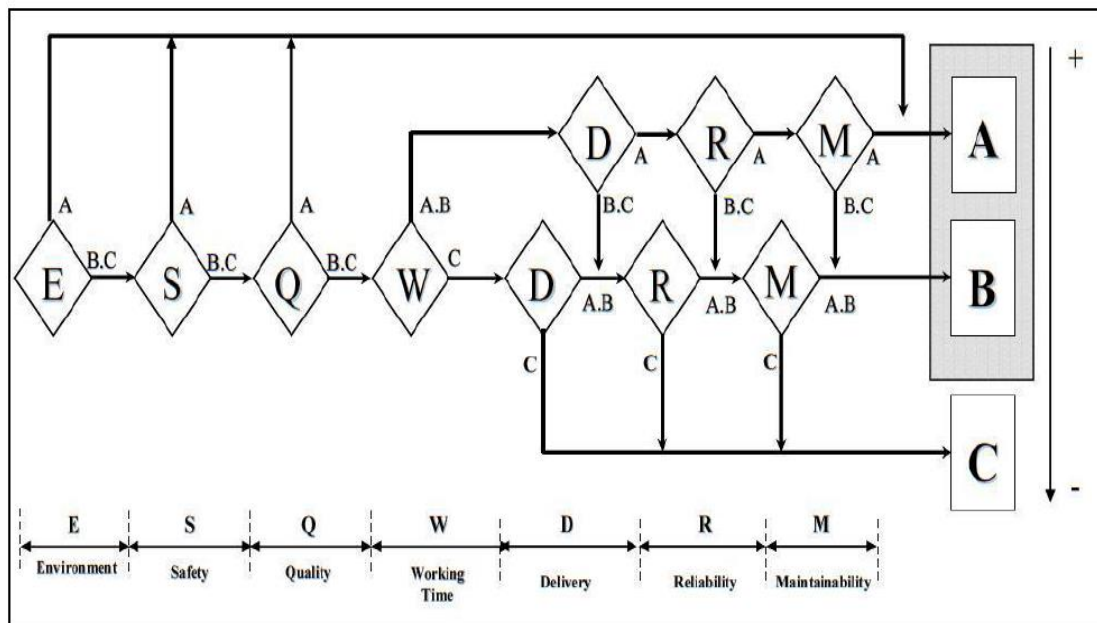 +
D
R
M
A
A
A
A
B.C
B.C
B.C
A
A
A
A.B
E
B.C
S
B.C
Q
B.C
W
C
D
A.B
R
A.B
M
A.B
B
C
C
C
C
-
E
S
Q
W
D
R
M
Environment
Safety
Quality
Working
Time
Delivery
Reliability
Maintainability